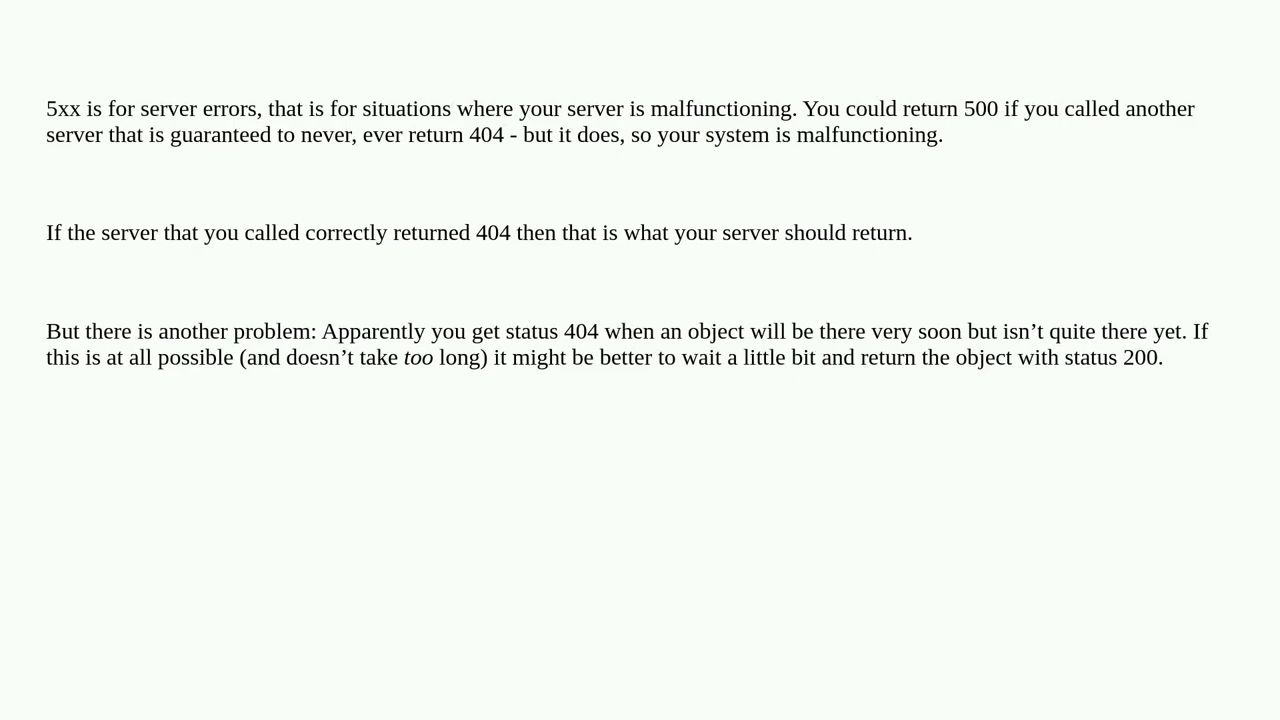 5xx is for server errors, that is for situations where your server is malfunctioning. You could return 500 if you called another
server that is guaranteed to never, ever return 404 - but it does, so your system is malfunctioning.
If the server that you called correctly returned 404 then that is what your server should return.
But there is another problem: Apparently you get status 404 when an object will be there very soon but isn’t quite there yet. If
this is at all possible (and doesn’t take too long) it might be better to wait a little bit and return the object with status 200.